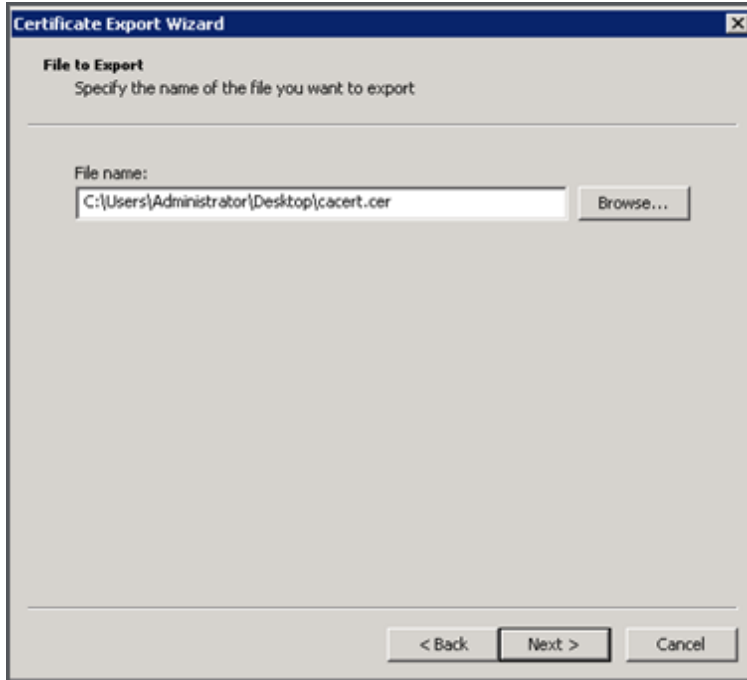 Certificate Export Wizard
File to Export
Specify the name of the file you want to export
File name:
C:\Users\Administrator\Desktop\cacert.cer
Browse...
< Back
Next >
Cancel